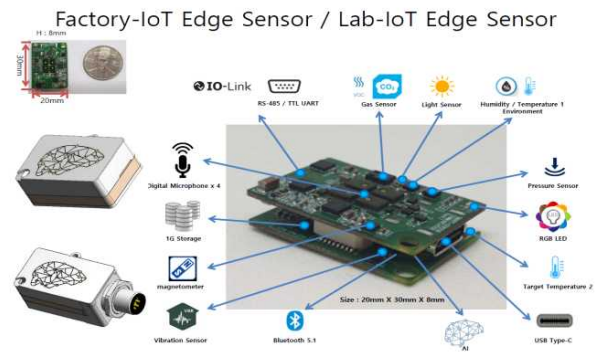 Factory-IoT Edge Sensor / Lab-IoT Edge Sensor
H : 8mm
30mm
20mm
IO-Link
RS-485 / TTL UART
VOC
CO₂
Gas Sensor
Light Sensor
Humidity / Temperature 1
Environment
Digital Microphone x 4
Pressure Sensor
1G Storage
RGB LED
magnetometer
Target Temperature 2
Size : 20mm X 30mm X 8mm
Vibration Sensor
Bluetooth 5.1
AI
USB Type-C